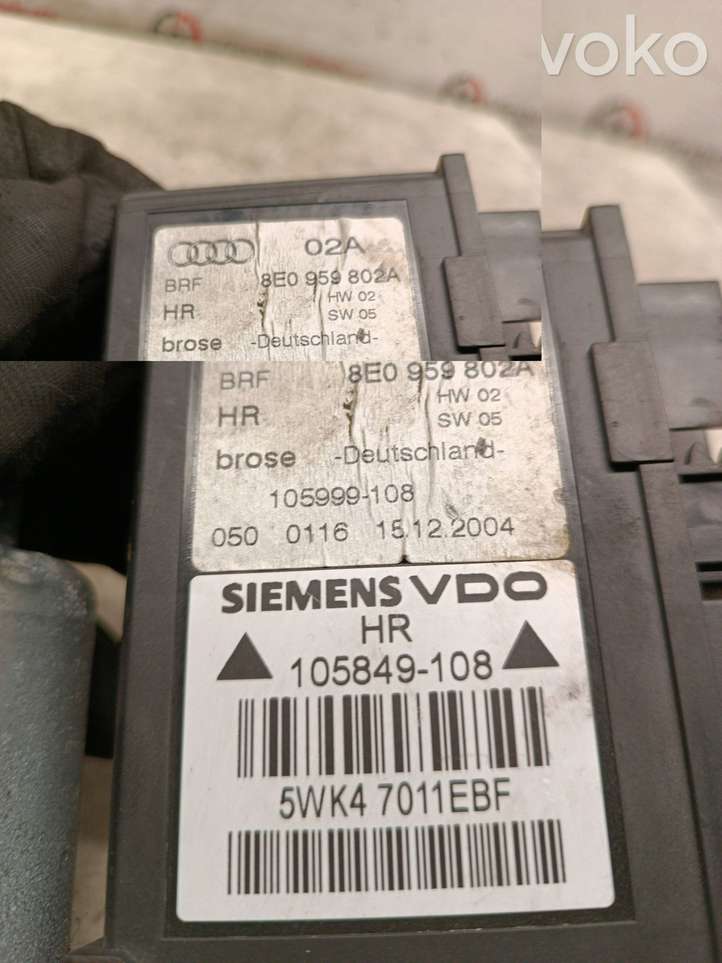 voko
02A
BRF 8E0 959 802A
HR HW 02
SW 05
brose -Deutschland-
BRF 8E0 959 802A
HR HW 02
SW 05
brose -Deutschland-
105999-108
050 0116 15.12.2004
SIEMENS VDO
HR
105849-108
5WK4 7011EBF